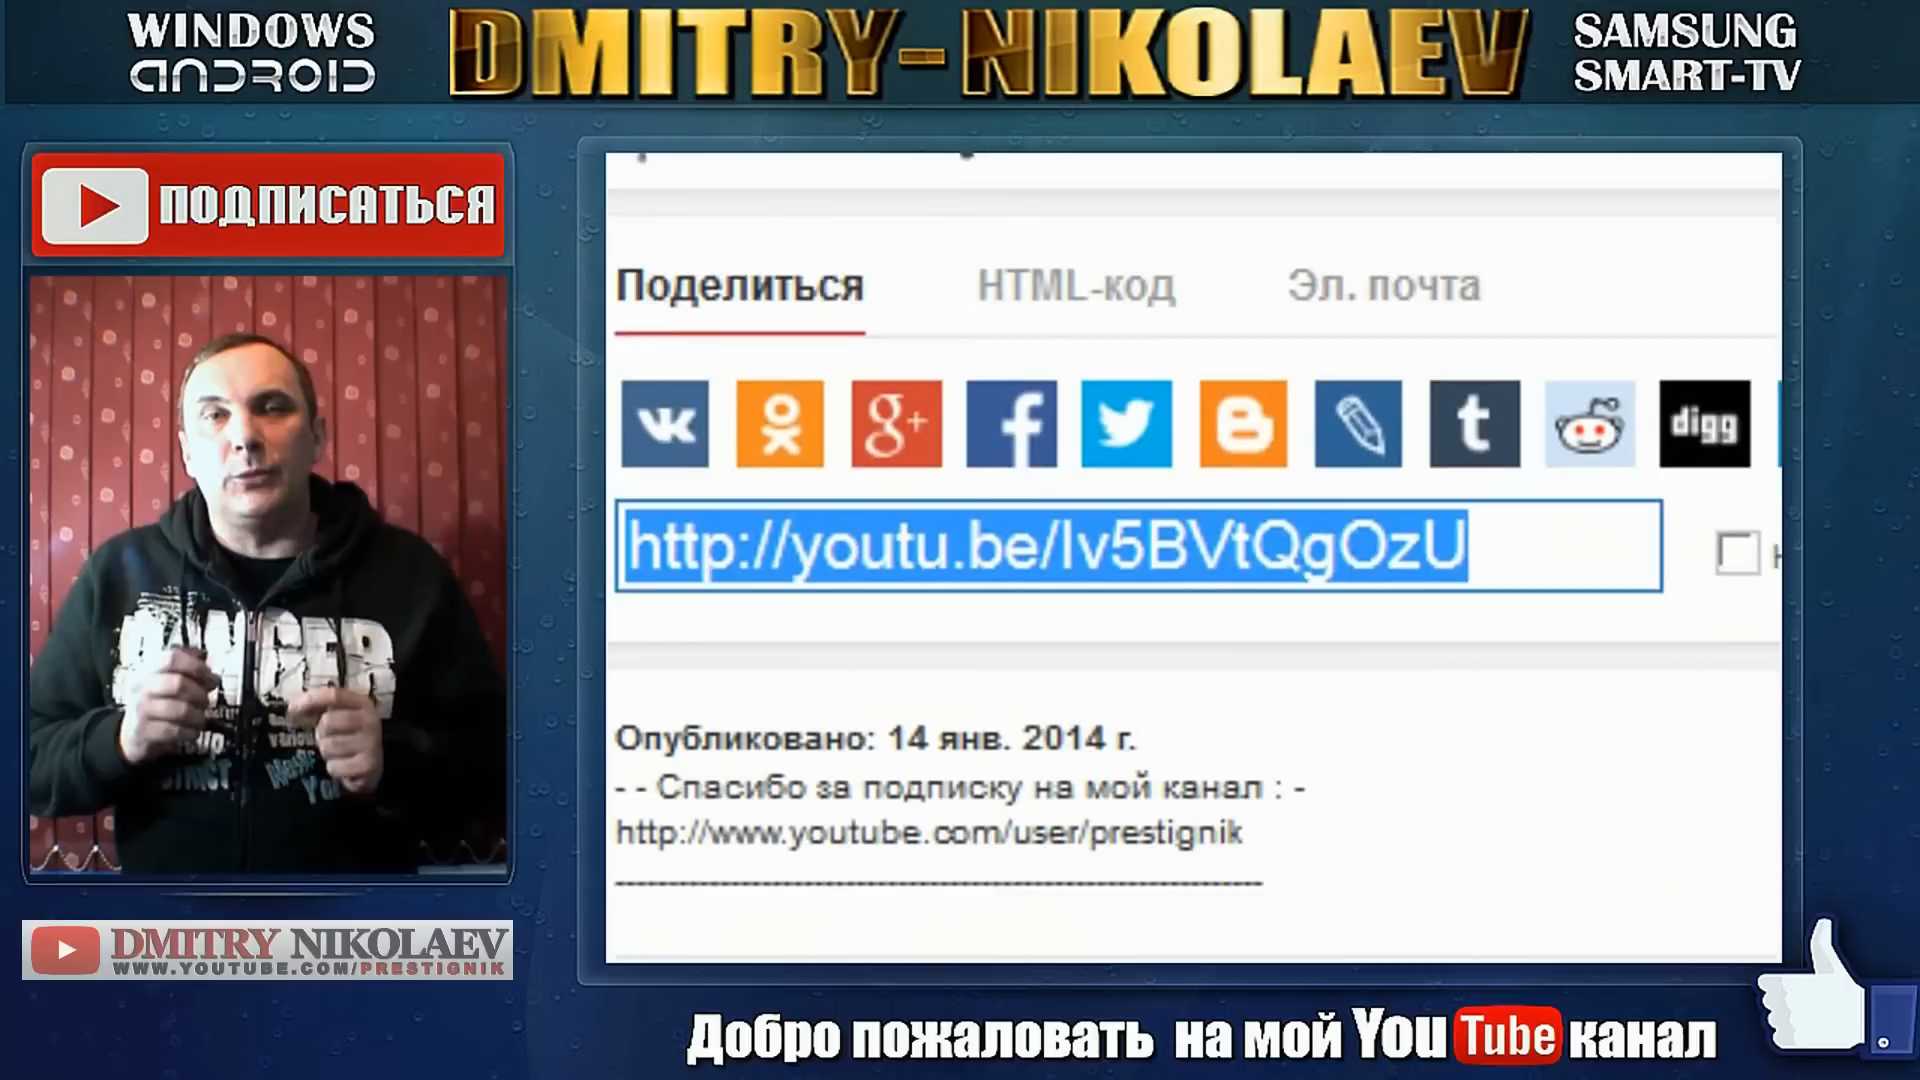 WINDOWS
ANDROID
DMITRY-NIKOLAEV
SAMSUNG
SMART-TV
ПОДПИСАТЬСЯ
Поделиться
HTML-код
Эл. почта
digg
http://youtu.be/Iv5BVtQgOzU
Опубликовано: 14 янв. 2014 г.
- - Спасибо за подписку на мой канал : -
http://www.youtube.com/user/prestignik
DANGER
DMITRY NIKOLAEV
WWW.YOUTUBE.COM/PRESTIGNIK
Добро пожаловать на мой YouTube канал